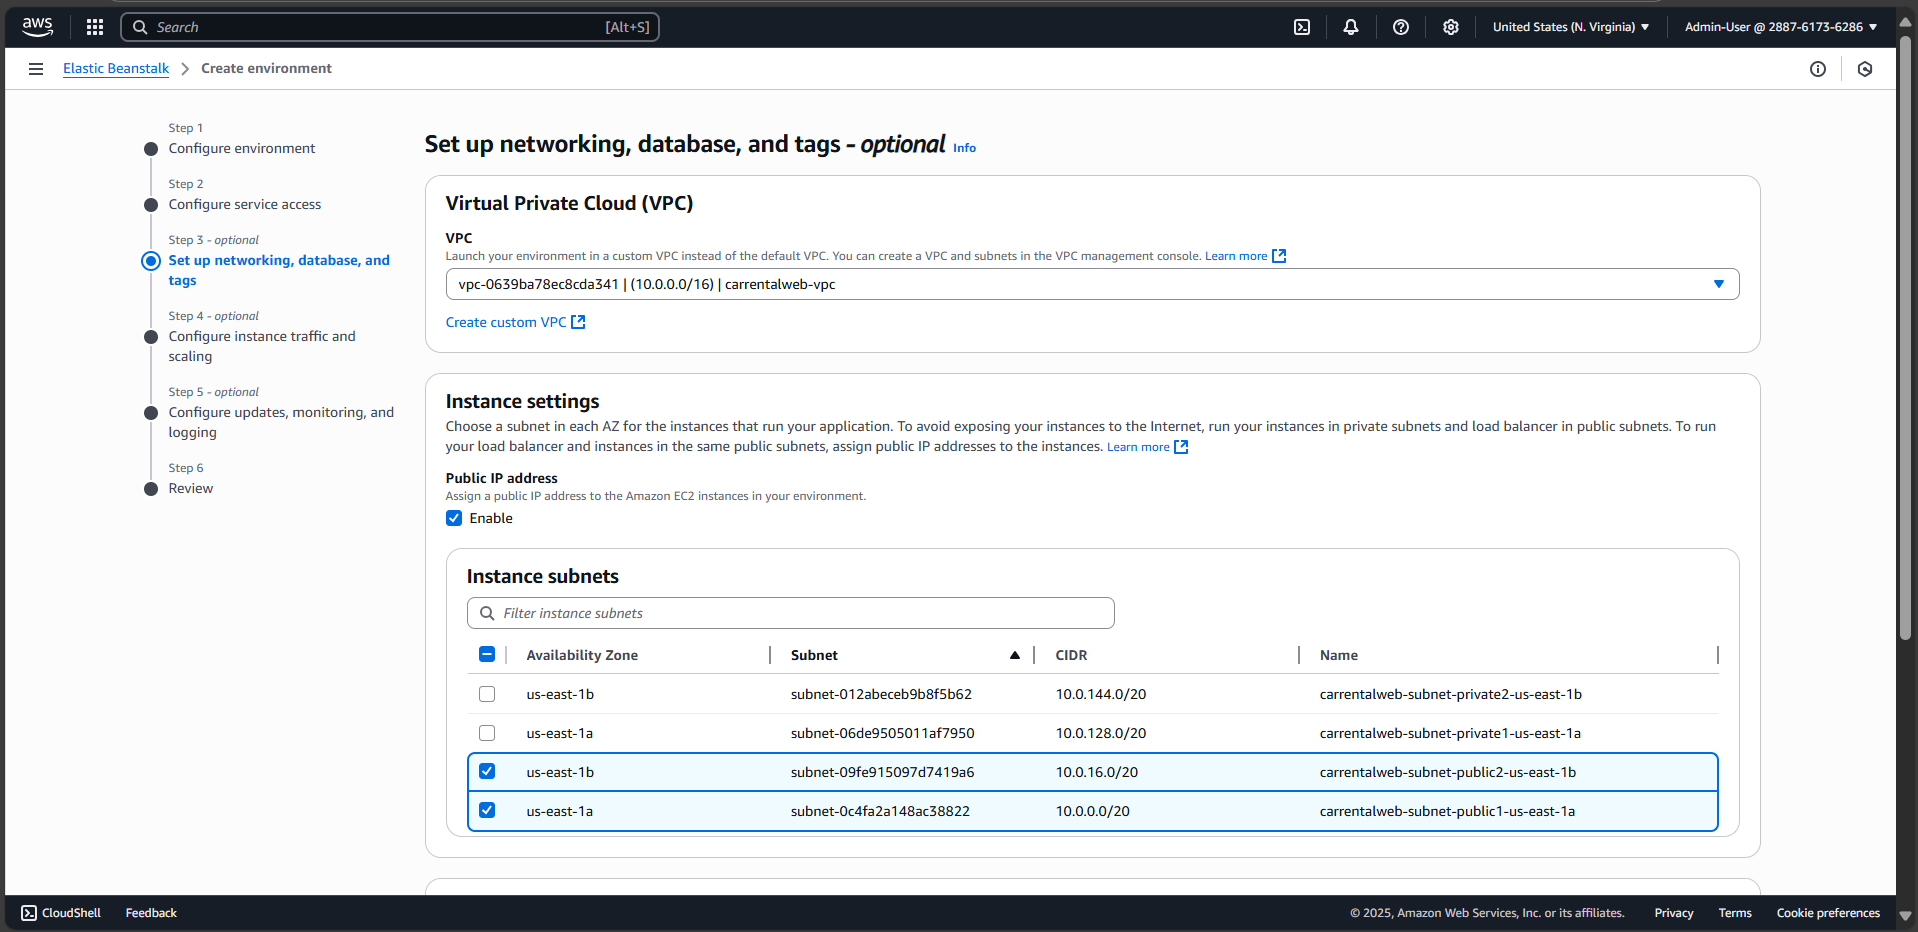 aws
Search [Alt+S]
United States (N. Virginia)
Admin-User @ 2887-6173-6286
Elastic Beanstalk
Create environment
Step 1
Configure environment
Step 2
Configure service access
Step 3 - optional
Set up networking, database, and
tags
Step 4 - optional
Configure instance traffic and
scaling
Step 5 - optional
Configure updates, monitoring, and
logging
Step 6
Review
Set up networking, database, and tags - optional Info
Virtual Private Cloud (VPC)
VPC
Launch your environment in a custom VPC instead of the default VPC. You can create a VPC and subnets in the VPC management console. Learn more
vpc-0639ba78ec8cda341 | (10.0.0.0/16) | carrentalweb-vpc
Create custom VPC
Instance settings
Choose a subnet in each AZ for the instances that run your application. To avoid exposing your instances to the Internet, run your instances in private subnets and load balancer in public subnets. To run
your load balancer and instances in the same public subnets, assign public IP addresses to the instances. Learn more
Public IP address
Assign a public IP address to the Amazon EC2 instances in your environment.
Enable
Instance subnets
Filter instance subnets
Availability Zone Subnet CIDR Name
us-east-1b subnet-012abeceb9b8f5b62 10.0.144.0/20 carrentalweb-subnet-private2-us-east-1b
us-east-1a subnet-06de9505011af7950 10.0.128.0/20 carrentalweb-subnet-private1-us-east-1a
us-east-1b subnet-09fe915097d7419a6 10.0.16.0/20 carrentalweb-subnet-public2-us-east-1b
us-east-1a subnet-0c4fa2a148ac38822 10.0.0.0/20 carrentalweb-subnet-public1-us-east-1a
CloudShell
Feedback
© 2025, Amazon Web Services, Inc. or its affiliates.
Privacy
Terms
Cookie preferences